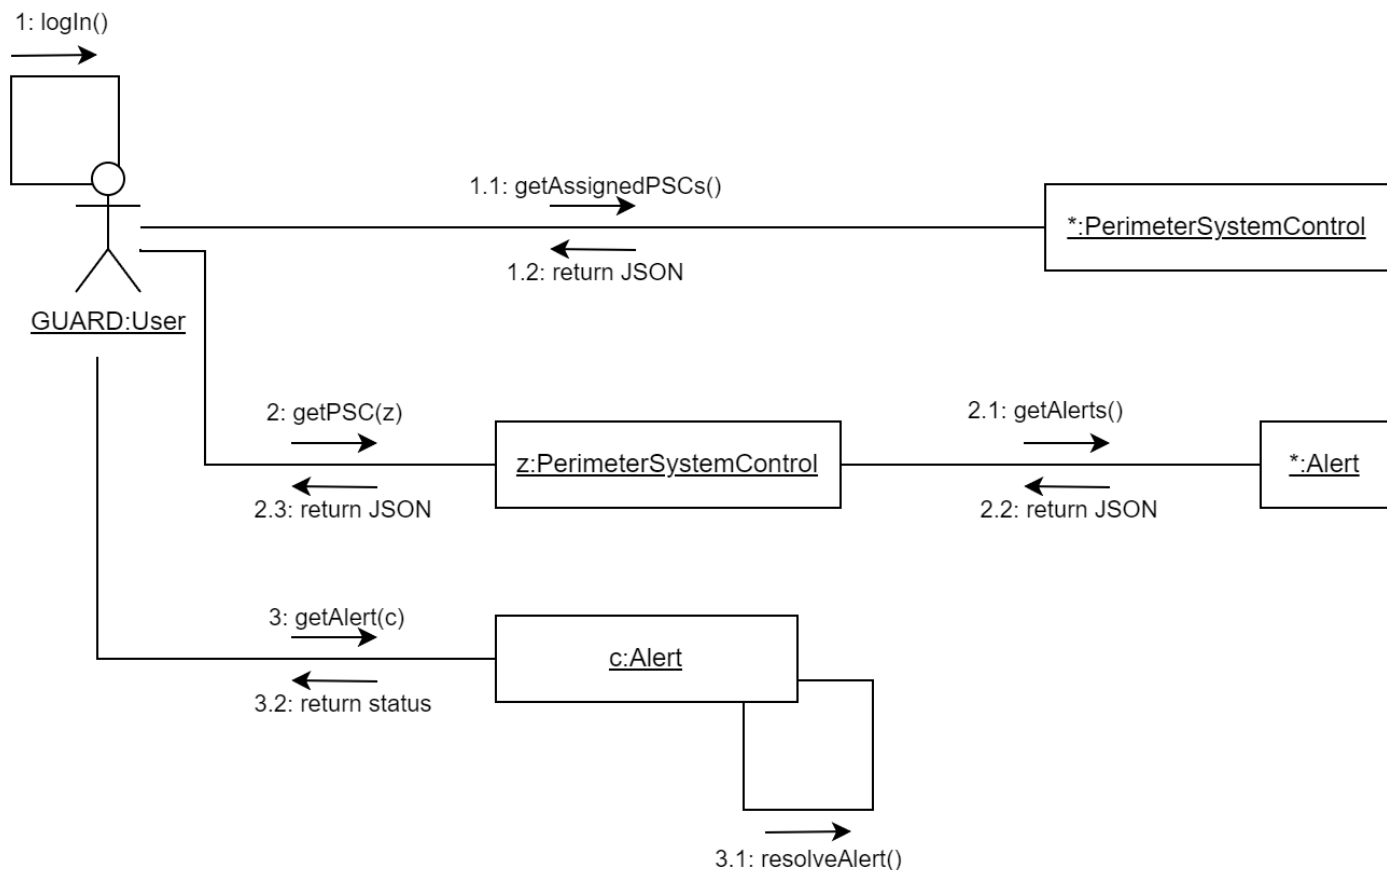 1: logIn()
1.1: getAssignedPSCs()
*:PerimeterSystemControl
1.2: return JSON
GUARD:User
2: getPSC(z)
2.1: getAlerts()
z:PerimeterSystemControl
*:Alert
2.3: return JSON
2.2: return JSON
3: getAlert(c)
c:Alert
3.2: return status
3.1: resolveAlert()